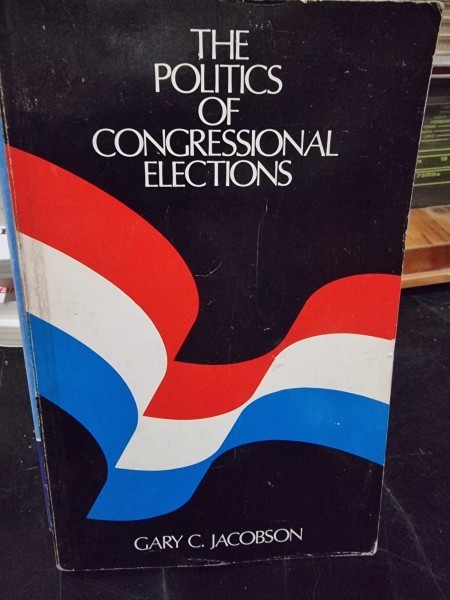 THE
POLITICS
OF
CONGRESSIONAL
ELECTIONS
GARY C. JACOBSON